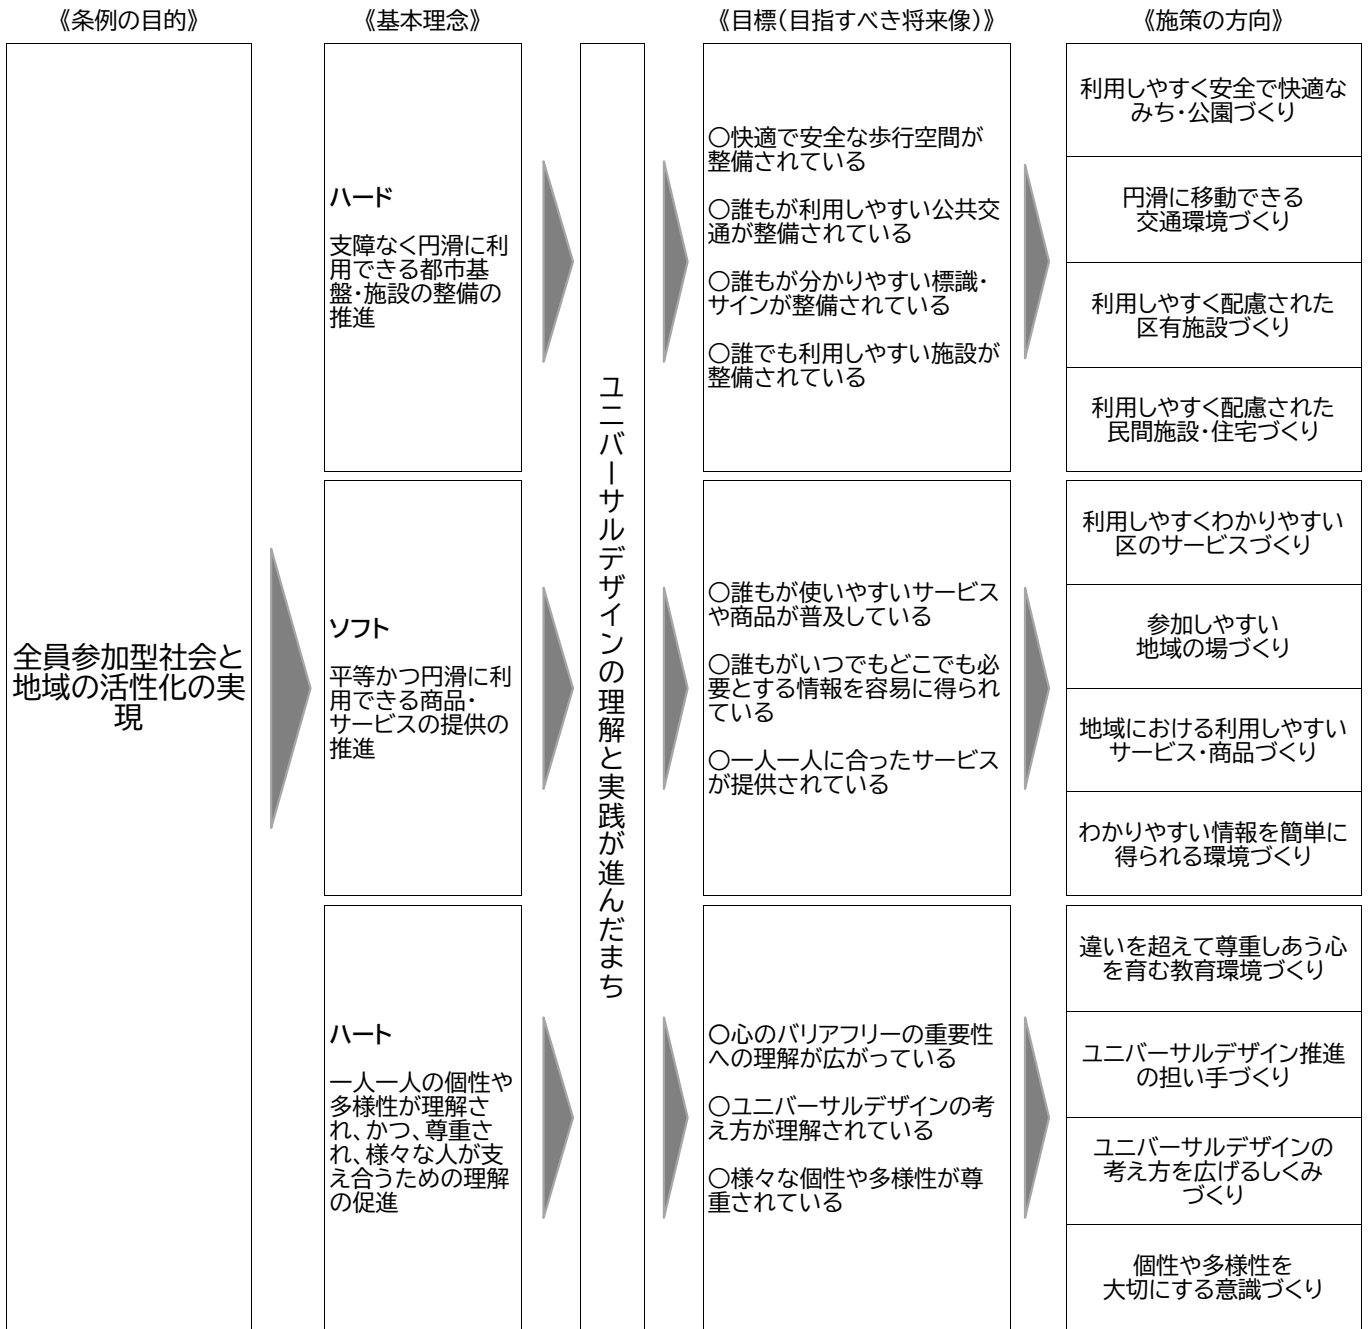 《条例の目的》
《基本理念》
《目標(目指すべき将来像)》
《施策の方向》
全員参加型社会と
地域の活性化の実
現
ハード
支障なく円滑に利
用できる都市基
盤・施設の整備の
推進
ソフト
平等かつ円滑に利
用できる商品・
サービスの提供の
推進
ハート
一人一人の個性や
多様性が理解さ
れ、かつ、尊重さ
れ、様々な人が支
え合うための理解
の促進
ユニバーサルデザインの理解と実践が進んだまち
〇快適で安全な歩行空間が
整備されている
〇誰もが利用しやすい公共交
通が整備されている
〇誰もが分かりやすい標識・
サインが整備されている
〇誰でも利用しやすい施設が
整備されている
〇誰もが使いやすいサービス
や商品が普及している
〇誰もがいつでもどこでも必
要とする情報を容易に得られ
ている
〇一人一人に合ったサービス
が提供されている
〇心のバリアフリーの重要性
への理解が広がっている
〇ユニバーサルデザインの考
え方が理解されている
〇様々な個性や多様性が尊
重されている
利用しやすく安全で快適な
みち・公園づくり
円滑に移動できる
交通環境づくり
利用しやすく配慮された
区有施設づくり
利用しやすく配慮された
民間施設・住宅づくり
利用しやすくわかりやすい
区のサービスづくり
参加しやすい
地域の場づくり
地域における利用しやすい
サービス・商品づくり
わかりやすい情報を簡単に
得られる環境づくり
違いを超えて尊重しあう心
を育む教育環境づくり
ユニバーサルデザイン推進
の担い手づくり
ユニバーサルデザインの
考え方を広げるしくみ
づくり
個性や多様性を
大切にする意識づくり